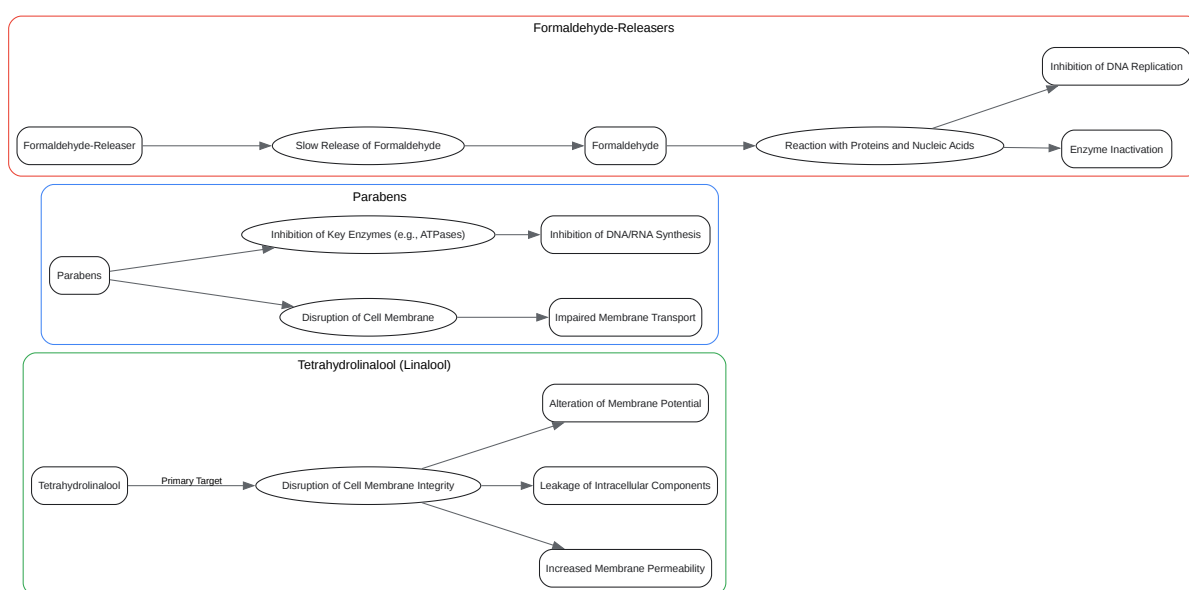 Formaldehyde-Releasers
Inhibition of DNA Replication
Formaldehyde-Releaser
Slow Release of Formaldehyde
Formaldehyde
Reaction with Proteins and Nucleic Acids
Enzyme Inactivation
Parabens
Inhibition of Key Enzymes (e.g., ATPases)
Inhibition of DNA/RNA Synthesis
Parabens
Disruption of Cell Membrane
Impaired Membrane Transport
Tetrahydrolinalool (Linalool)
Alteration of Membrane Potential
Tetrahydrolinalool
Primary Target
Disruption of Cell Membrane Integrity
Leakage of Intracellular Components
Increased Membrane Permeability